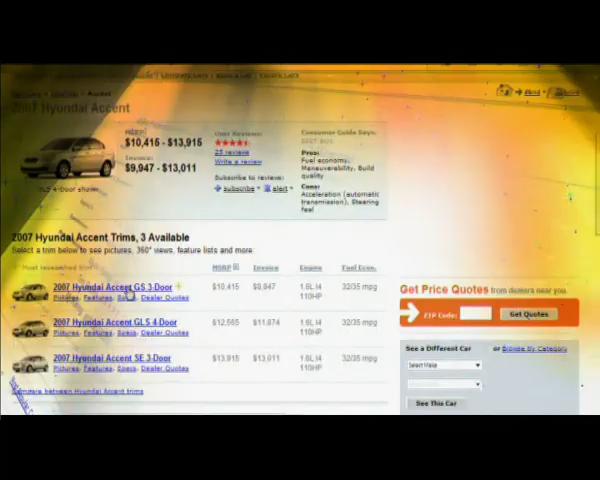 2007 Hyundai Accent
MSRP
$10,415 - $13,915
Invoice
$9,947 - $13,011
GLS 4-Door shown
User Reviews:
25 reviews
Write a review
Subscribe to reviews:
subscribe alert
Consumer Guide Says:
BEST BUY
Pros:
Fuel economy,
Maneuverability, Build
quality
Cons:
Acceleration (automatic
transmission), Steering
feel
2007 Hyundai Accent Trims, 3 Available
Select a trim below to see pictures, 360° views, feature lists and more:
Most researched trim MSRP Invoice Engine Fuel Econ.
2007 Hyundai Accent GS 3-Door $10,415 $9,947 1.6L I4 32/35 mpg
Pictures, Features, Specs, Dealer Quotes 110HP
2007 Hyundai Accent GLS 4-Door $12,565 $11,874 1.6L I4 32/35 mpg
Pictures, Features, Specs, Dealer Quotes 110HP
2007 Hyundai Accent SE 3-Door $13,915 $13,011 1.6L I4 32/35 mpg
Pictures, Features, Specs, Dealer Quotes 110HP
Compare between Hyundai Accent trims
Get Price Quotes from dealers near you.
ZIP Code: Get Quotes
See a Different Car or Browse By Category
Select Make
See This Car